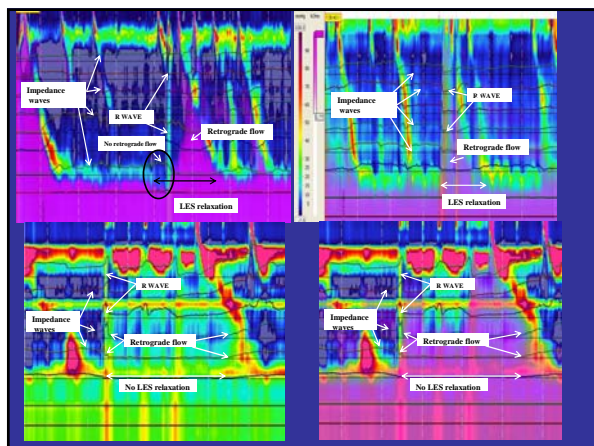 Impedance
waves
R WAVE
No retrograde flow
Retrograde flow
LES relaxation
Impedance
waves
R WAVE
Retrograde flow
LES relaxation
Impedance
waves
R WAVE
Retrograde flow
No LES relaxation
Impedance
waves
R WAVE
Retrograde flow
No LES relaxation